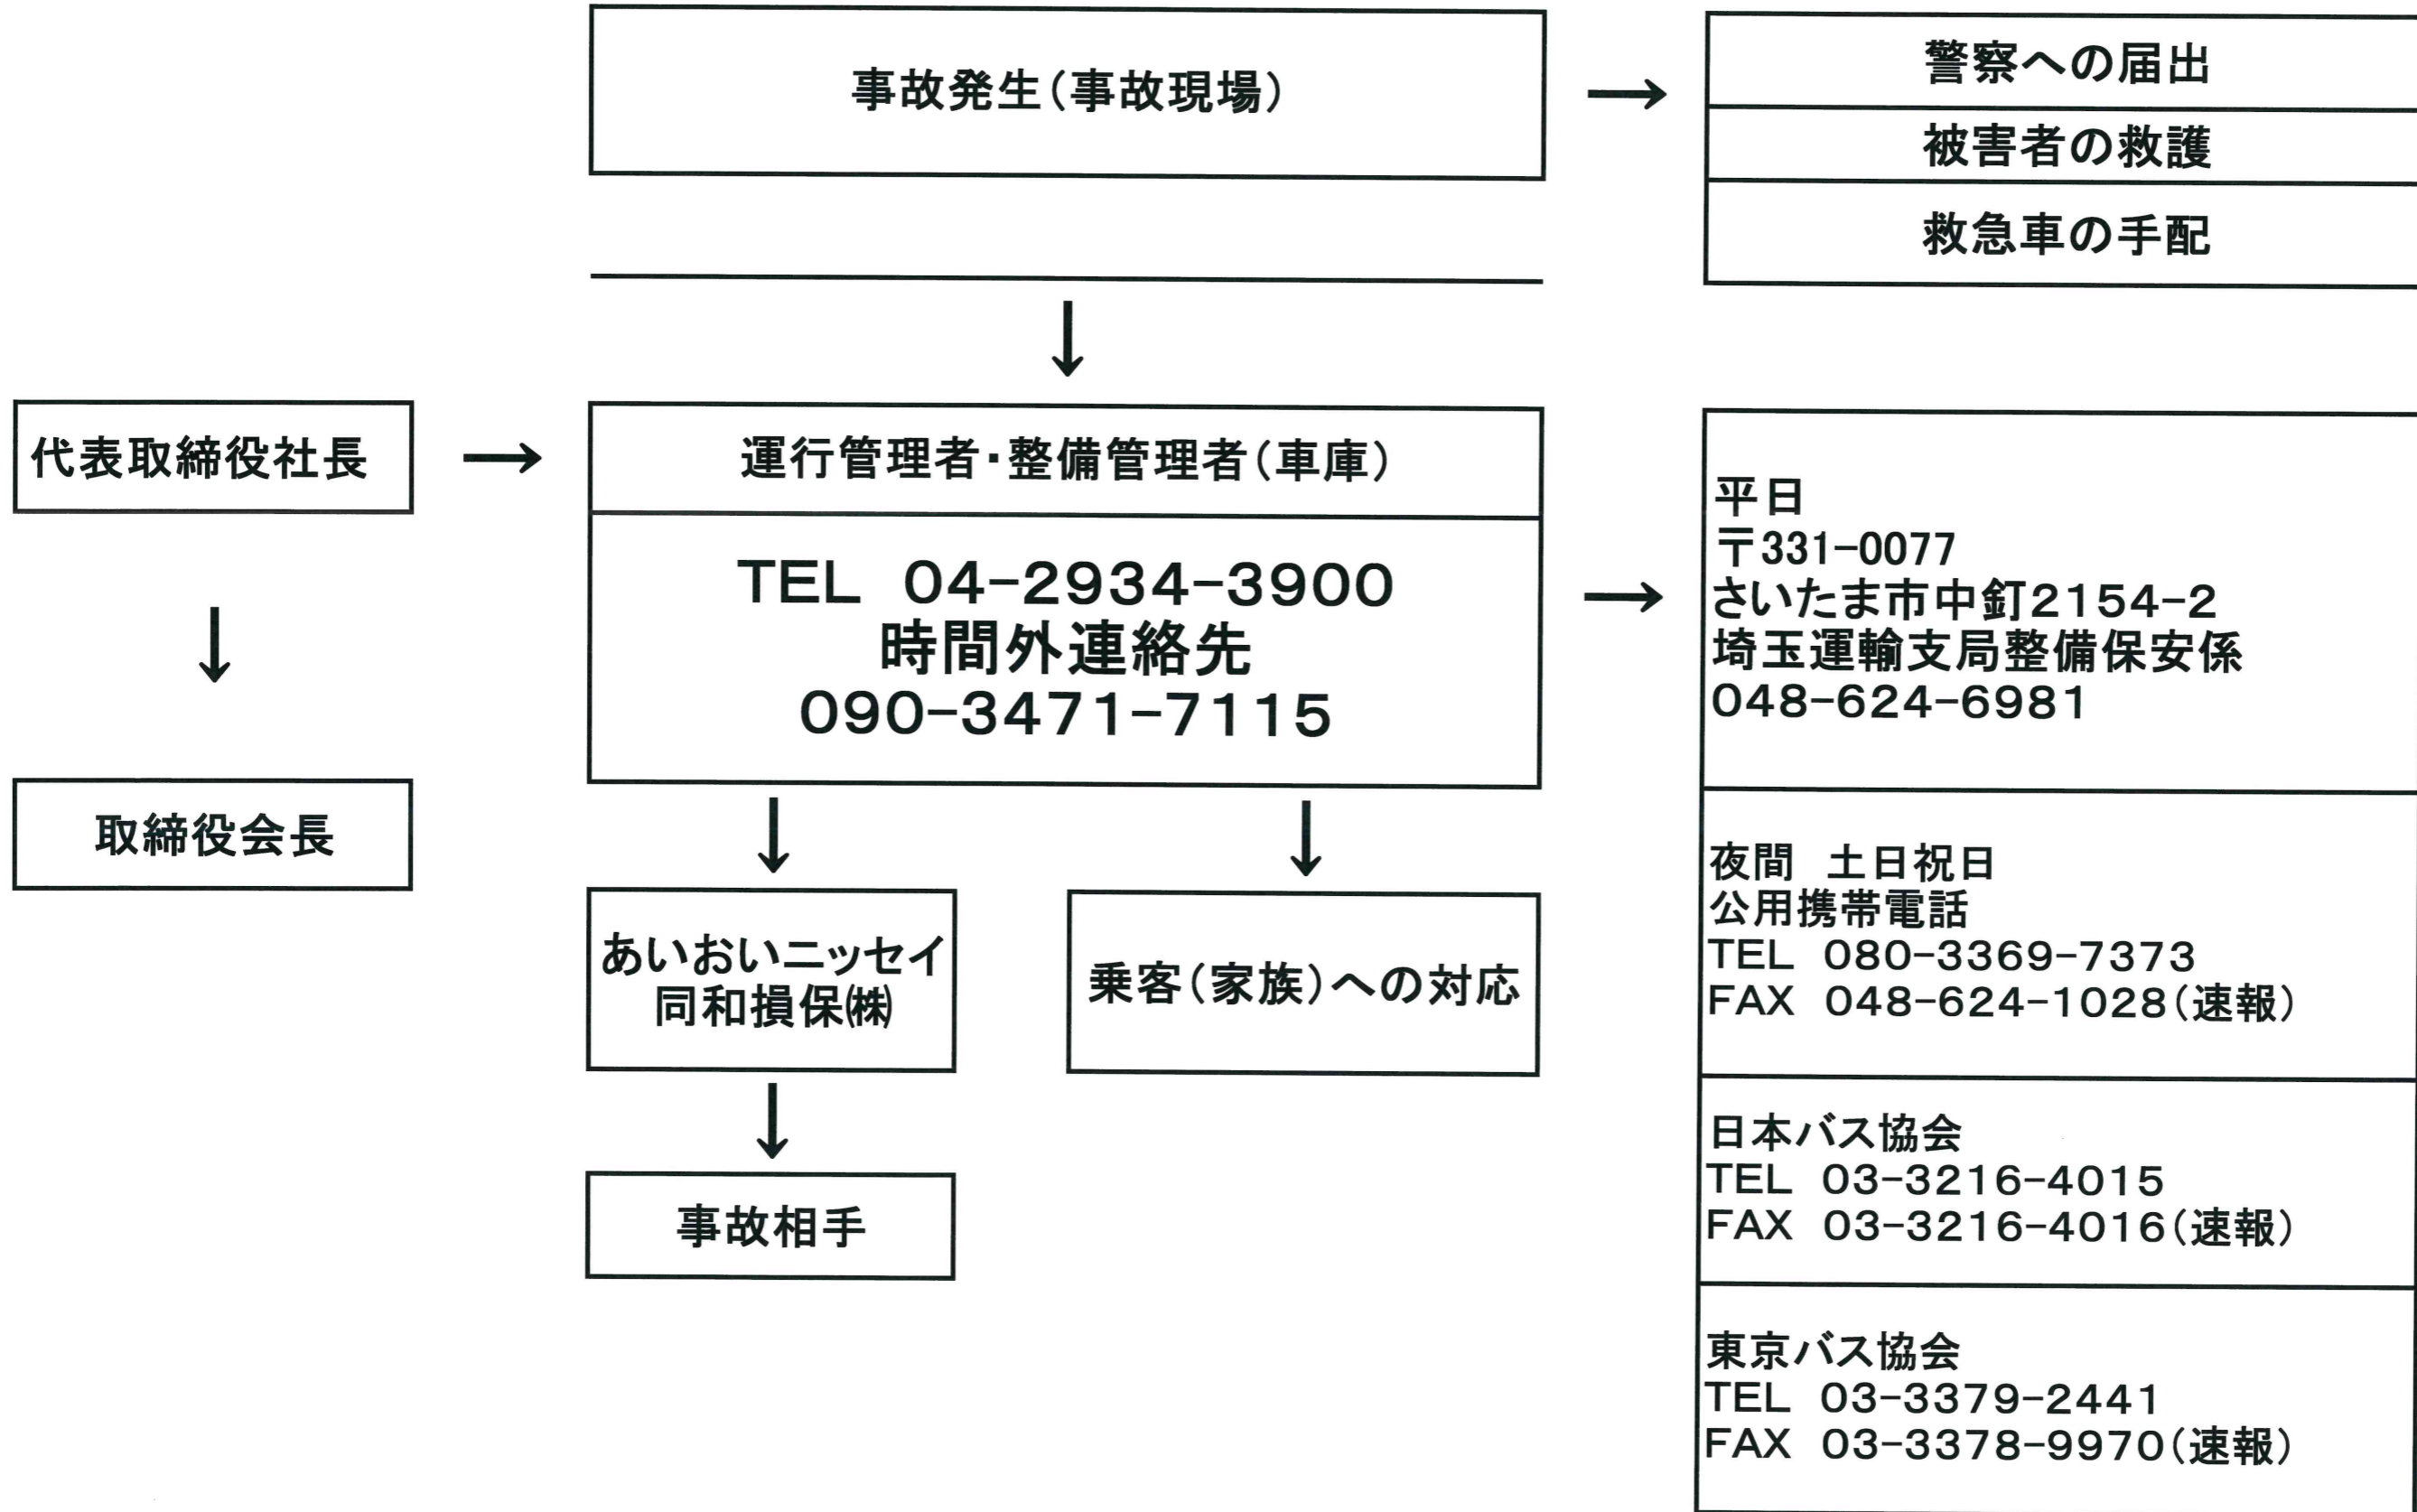 事故発生（事故現場）
→
警察への届出
被害者の救護
救急車の手配
↓
代表取締役社長
→
運行管理者・整備管理者（車庫）
TEL　04-2934-3900
時間外連絡先
090-3471-7115
→
平日
〒331-0077
さいたま市中釘2154-2
埼玉運輸支局整備保安係
048-624-6981
↓
取締役会長
夜間　土日祝日
公用携帯電話
TEL　080-3369-7373
FAX　048-624-1028（速報）
↓
↓
あいおいニッセイ
同和損保㈱
乗客（家族）への対応
日本バス協会
TEL　03-3216-4015
FAX　03-3216-4016（速報）
↓
事故相手
東京バス協会
TEL　03-3379-2441
FAX　03-3378-9970（速報）